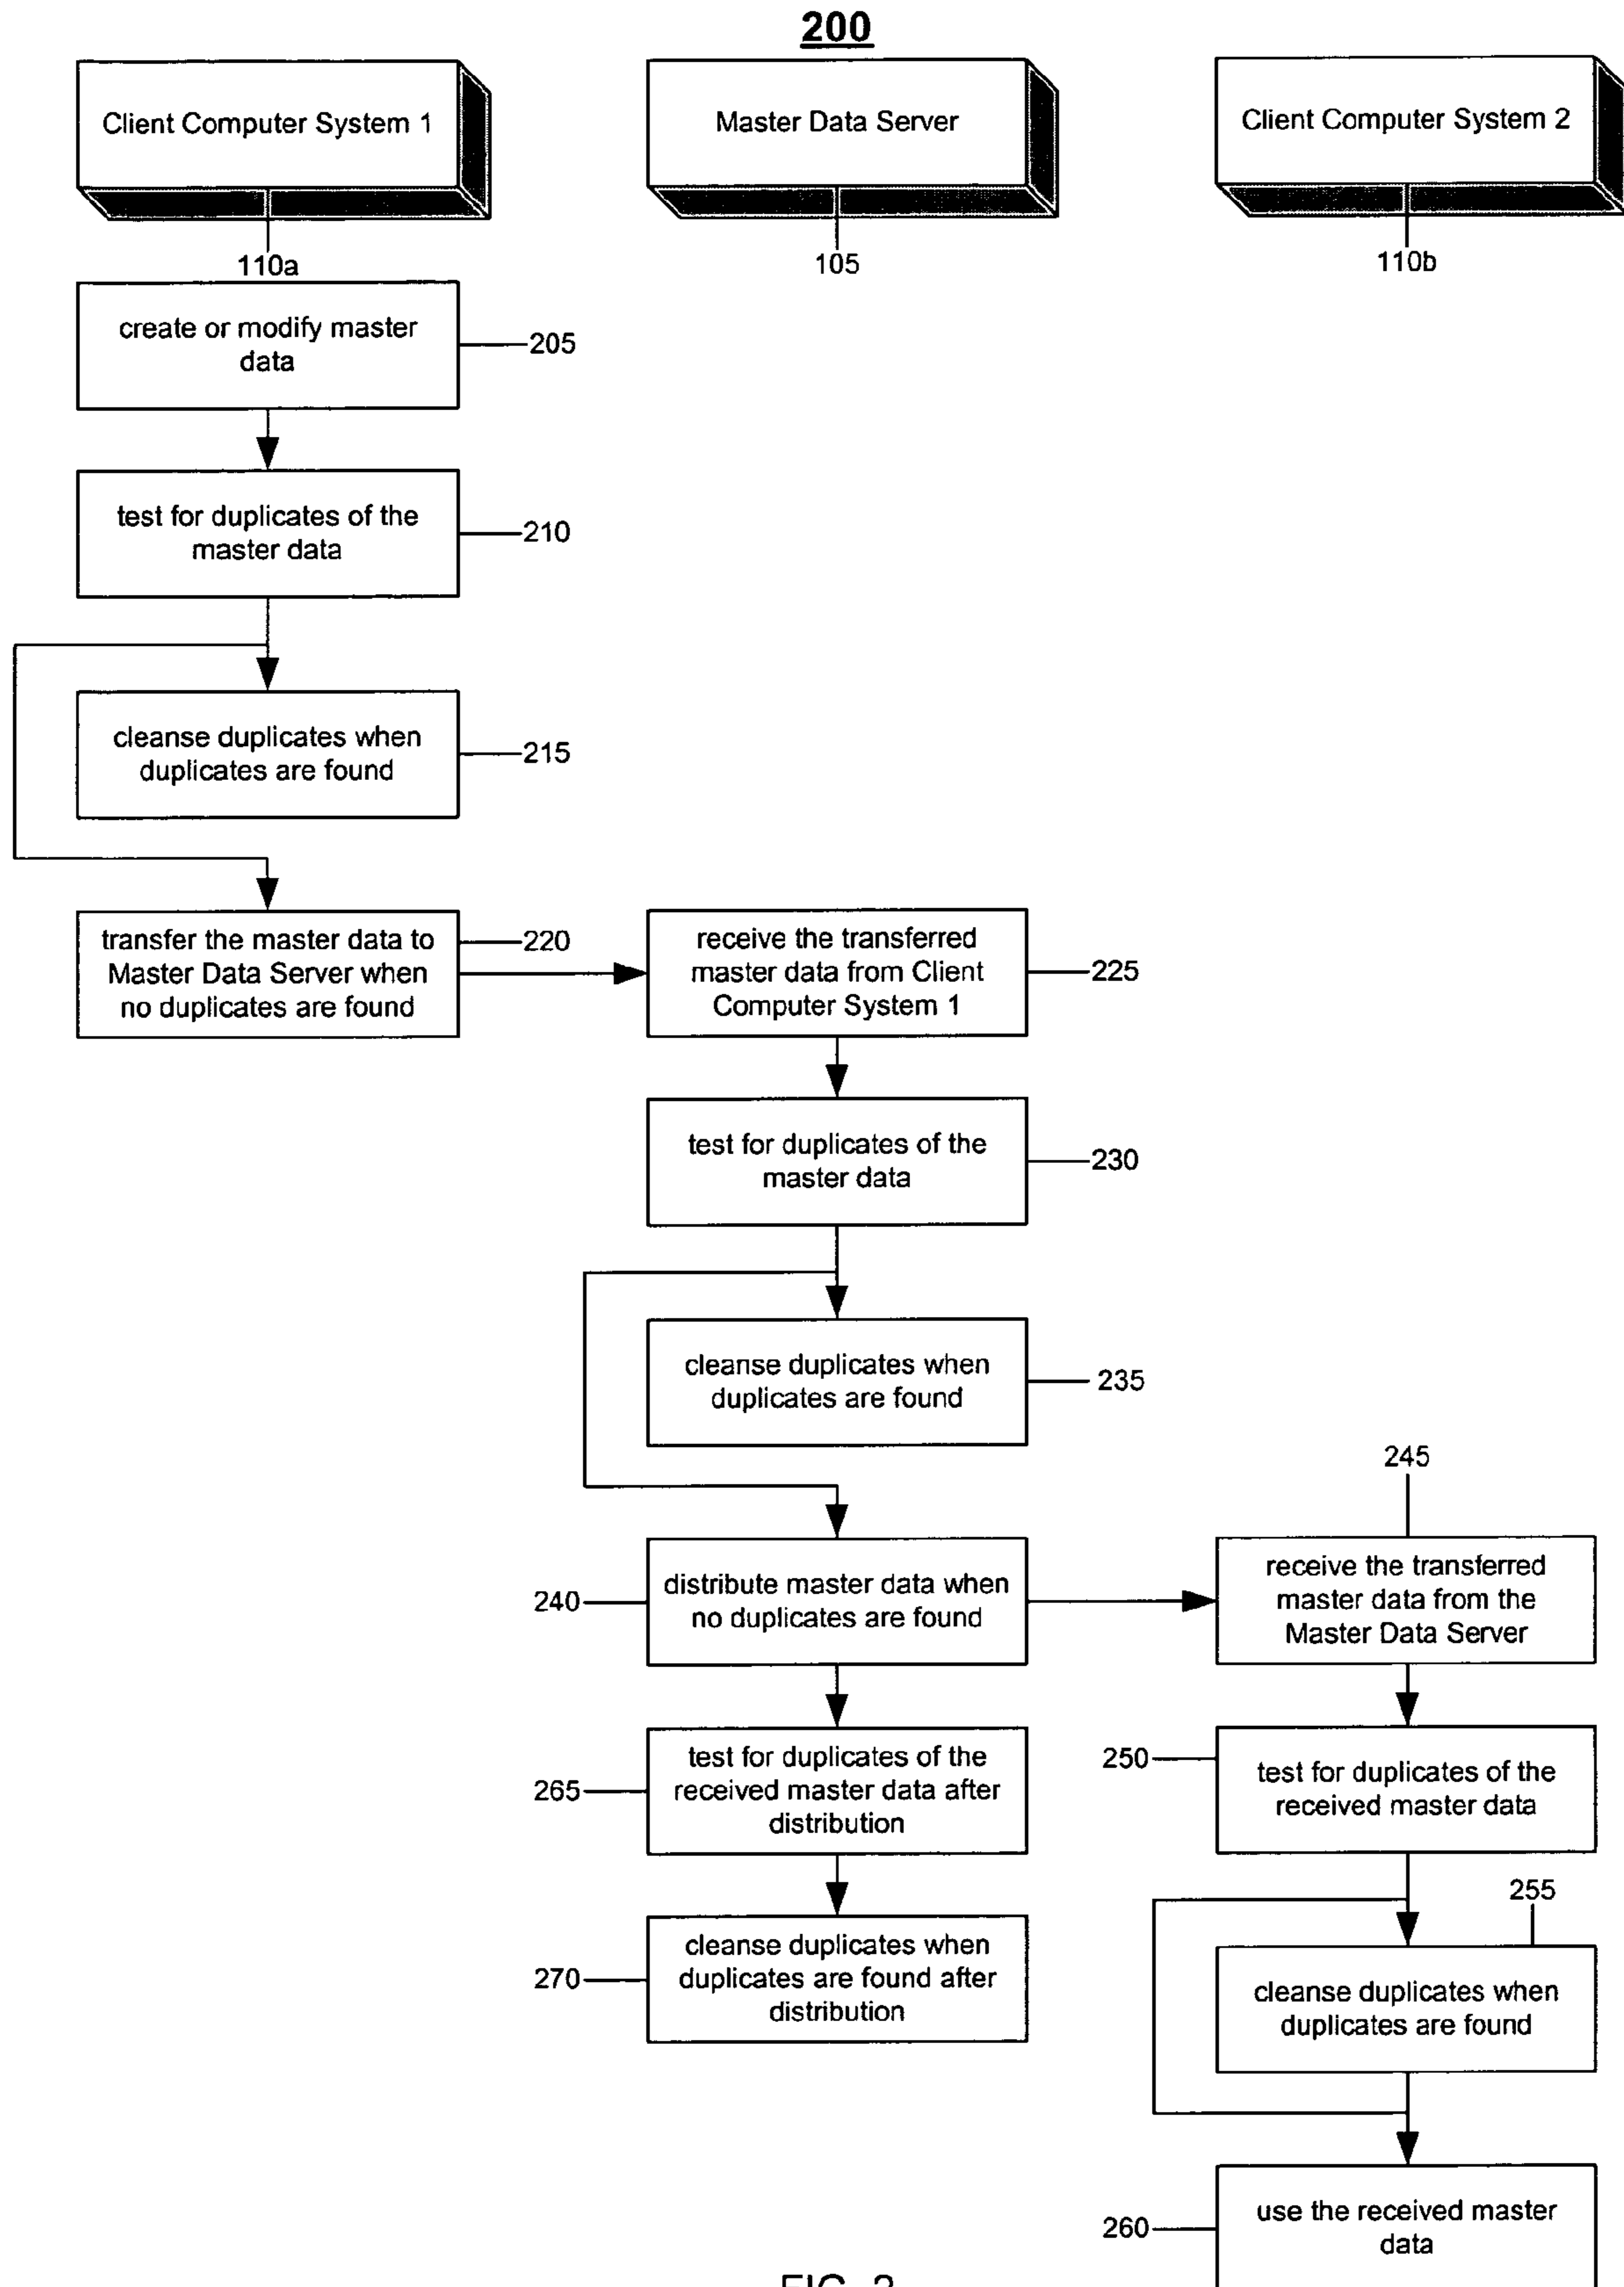 200
Client Computer System 1
Master Data Server
Client Computer System 2
110a
105
110b
create or modify master
data
205
test for duplicates of the
master data
210
cleanse duplicates when
duplicates are found
215
transfer the master data to
Master Data Server when
no duplicates are found
220
receive the transferred
master data from Client
Computer System 1
225
test for duplicates of the
master data
230
cleanse duplicates when
duplicates are found
235
240
distribute master data when
no duplicates are found
245
receive the transferred
master data from the
Master Data Server
265
test for duplicates of the
received master data after
distribution
250
test for duplicates of the
received master data
270
cleanse duplicates when
duplicates are found after
distribution
255
cleanse duplicates when
duplicates are found
260
use the received master
data